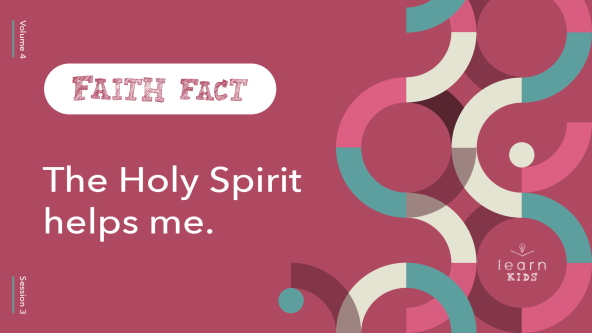 Volume 4
FAITH FACT
The Holy Spirit
helps me.
learn
KIDS
Session 3